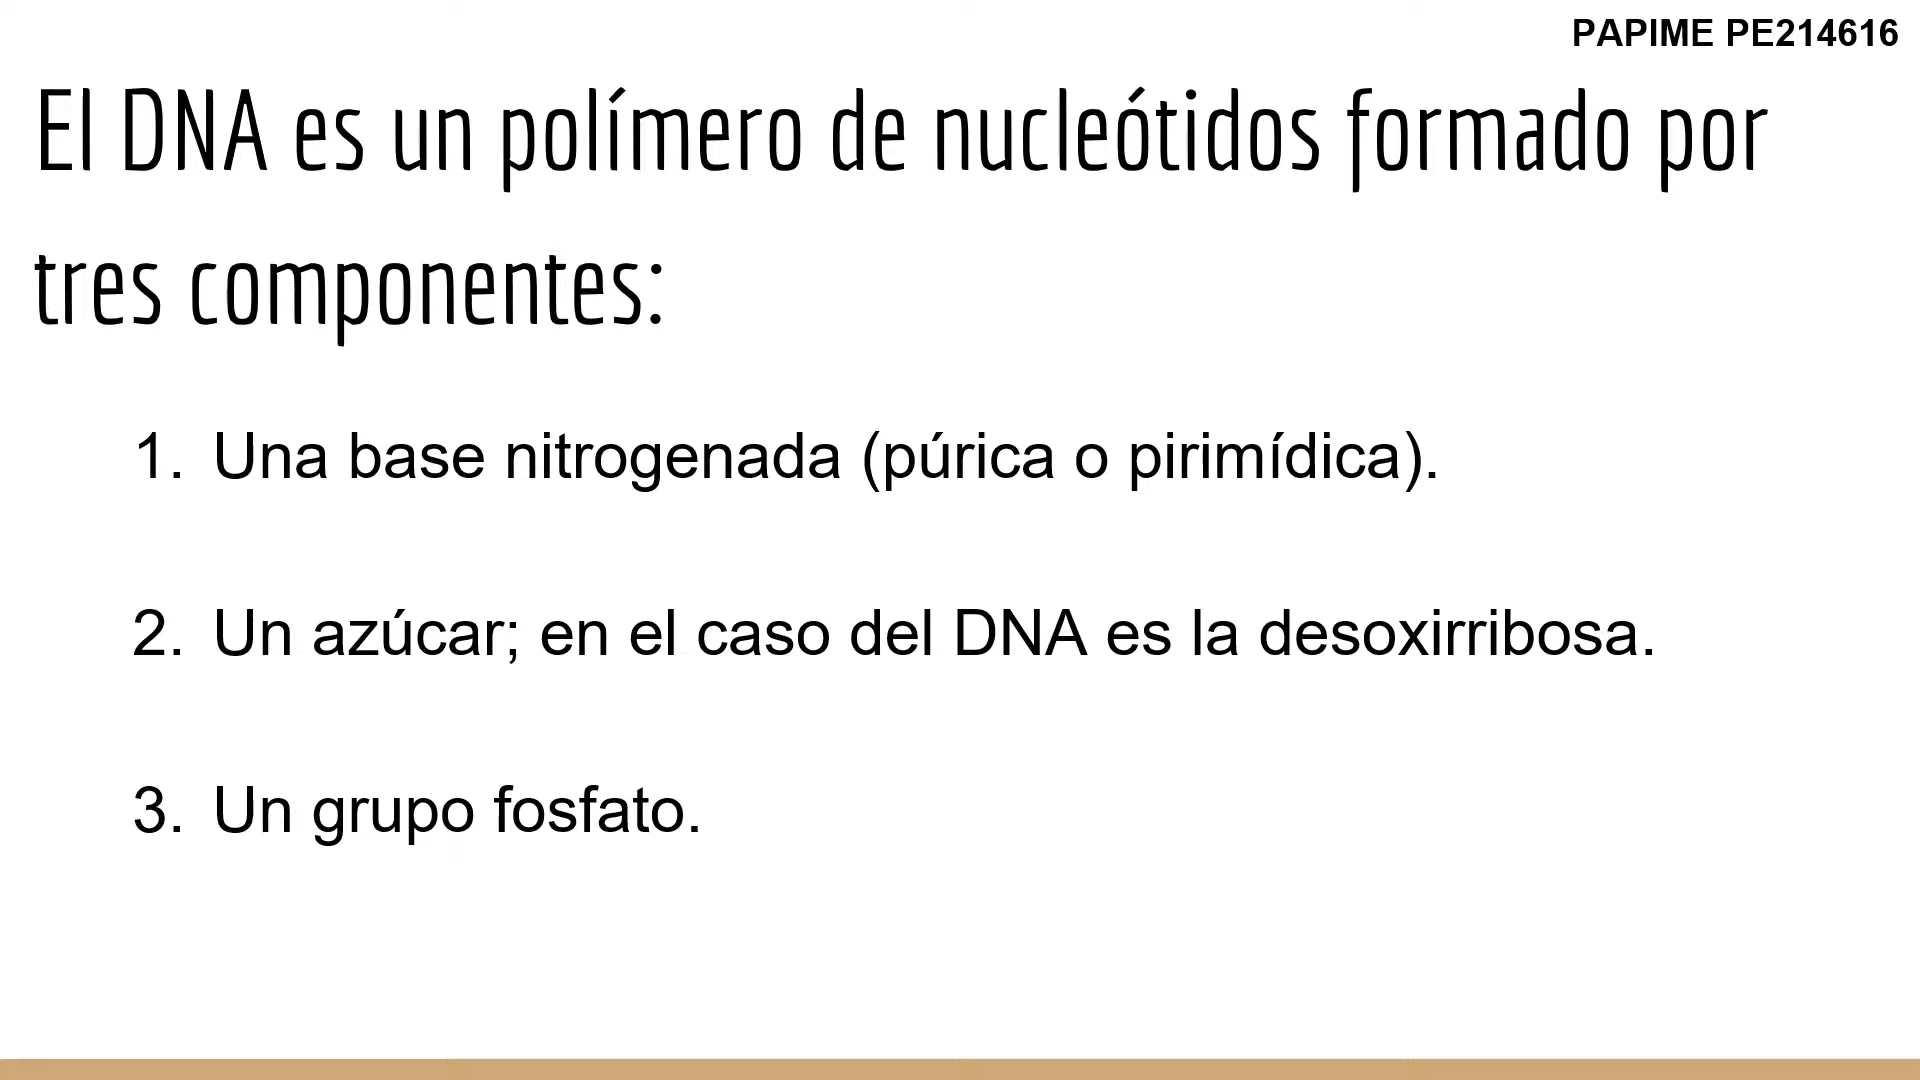 PAPIME PE214616
El DNA es un polímero de nucleótidos formado por
tres componentes:
1. Una base nitrogenada (púrica o pirimídica).
2. Un azúcar; en el caso del DNA es la desoxirribosa.
3. Un grupo fosfato.